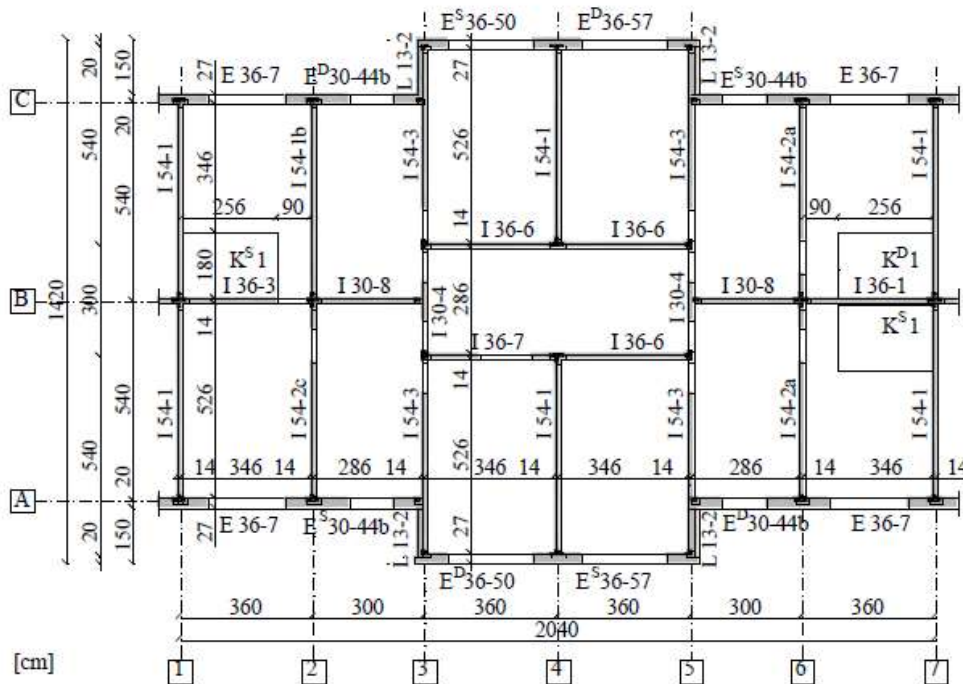 E^S36-50 E^D36-57
20 150 27 L 13-2 27 L 13-2
E 36-7 E^D30-44b E^S30-44b E 36-7
C
540 20 346 I 54-1 I 54-1b I 54-3 526 I 54-1 I 54-3 I 54-2a I 54-1
540
256 90 90 256
14 I 36-6 I 36-6
180 K^S1 K^D1
B I 36-3 I 30-8 I 30-4 286 I 30-4 I 30-8 I 36-1
1420 300
14 K^S1
I 36-7 I 36-6
14
540 526 I 54-1 I 54-2c I 54-3 I 54-1 I 54-3 I 54-2a I 54-1
540 526
14 346 14 286 14 346 14 346 14 286 14 346 14
20
A
E 36-7 E^S30-44b E^D30-44b E 36-7
20 150 27 L 13-2 27 L 13-2
E^D36-50 E^S36-57
360 300 360 360 300 360
2040
[cm]
1 2 3 4 5 6 7